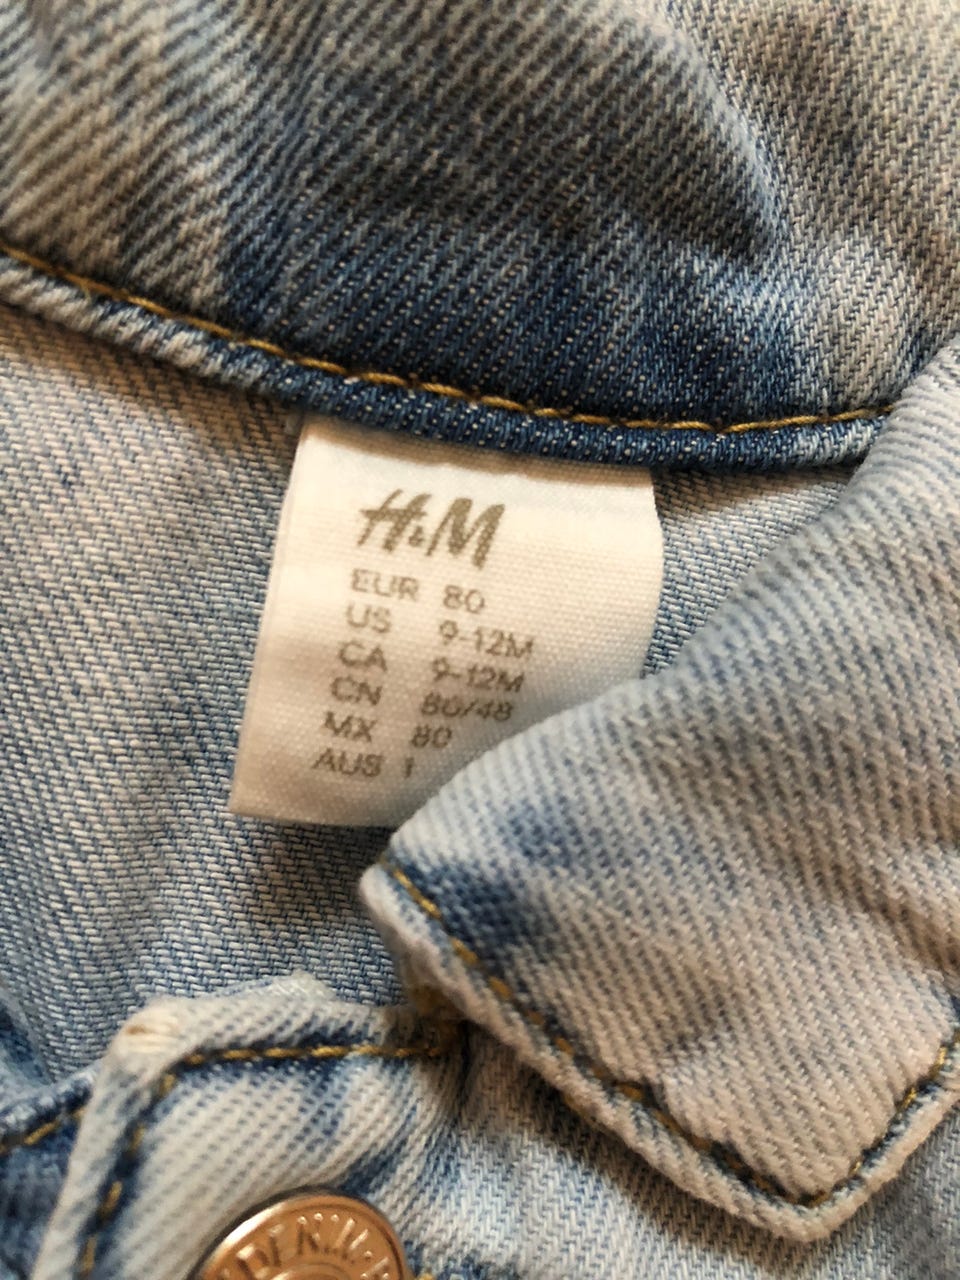 H&M
EUR 80
US 9-12M
CA 9-12M
CN 80/48
MX 80
AUS 1